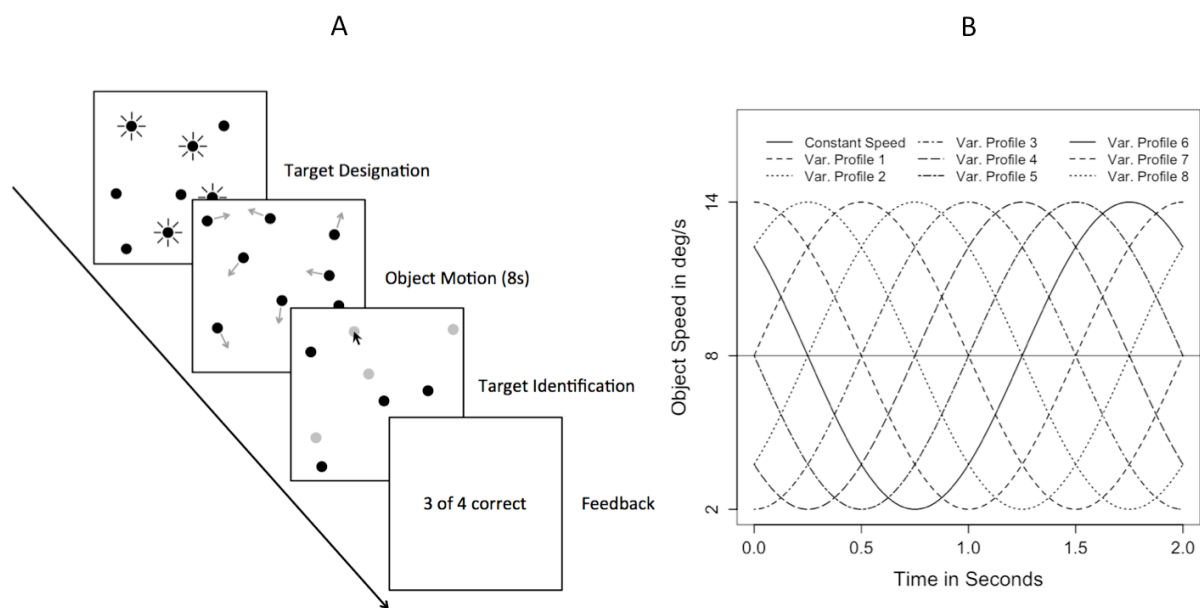 A
Target Designation
Object Motion (8s)
Target Identification
3 of 4 correct
Feedback
B
Constant Speed
Var. Profile 1
Var. Profile 2
Var. Profile 3
Var. Profile 4
Var. Profile 5
Var. Profile 6
Var. Profile 7
Var. Profile 8
Object Speed in deg/s
14
8
2
0.0 0.5 1.0 1.5 2.0
Time in Seconds